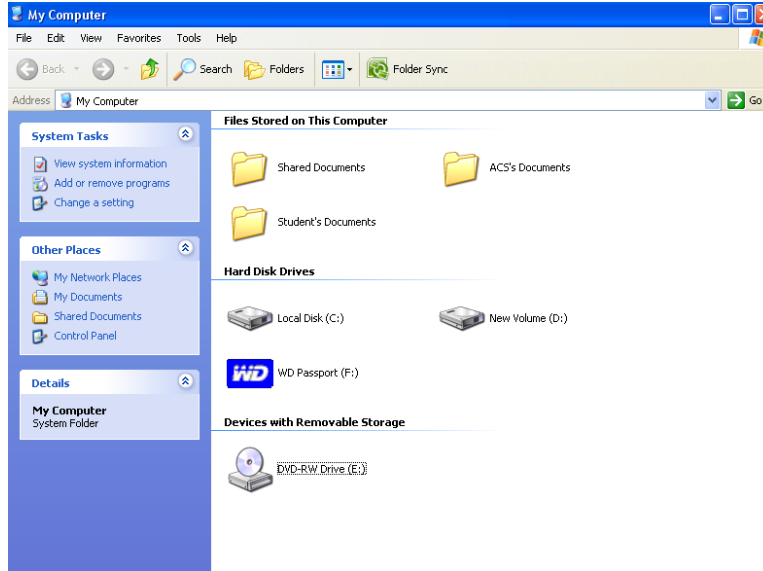 My Computer
File Edit View Favorites Tools Help
Back Search Folders Folder Sync
Address My Computer Go
System Tasks
View system information
Add or remove programs
Change a setting
Other Places
My Network Places
My Documents
Shared Documents
Control Panel
Details
My Computer
System Folder
Files Stored on This Computer
Shared Documents ACS's Documents
Student's Documents
Hard Disk Drives
Local Disk (C:) New Volume (D:)
WD WD Passport (F:)
Devices with Removable Storage
DVD-RW Drive (E:)